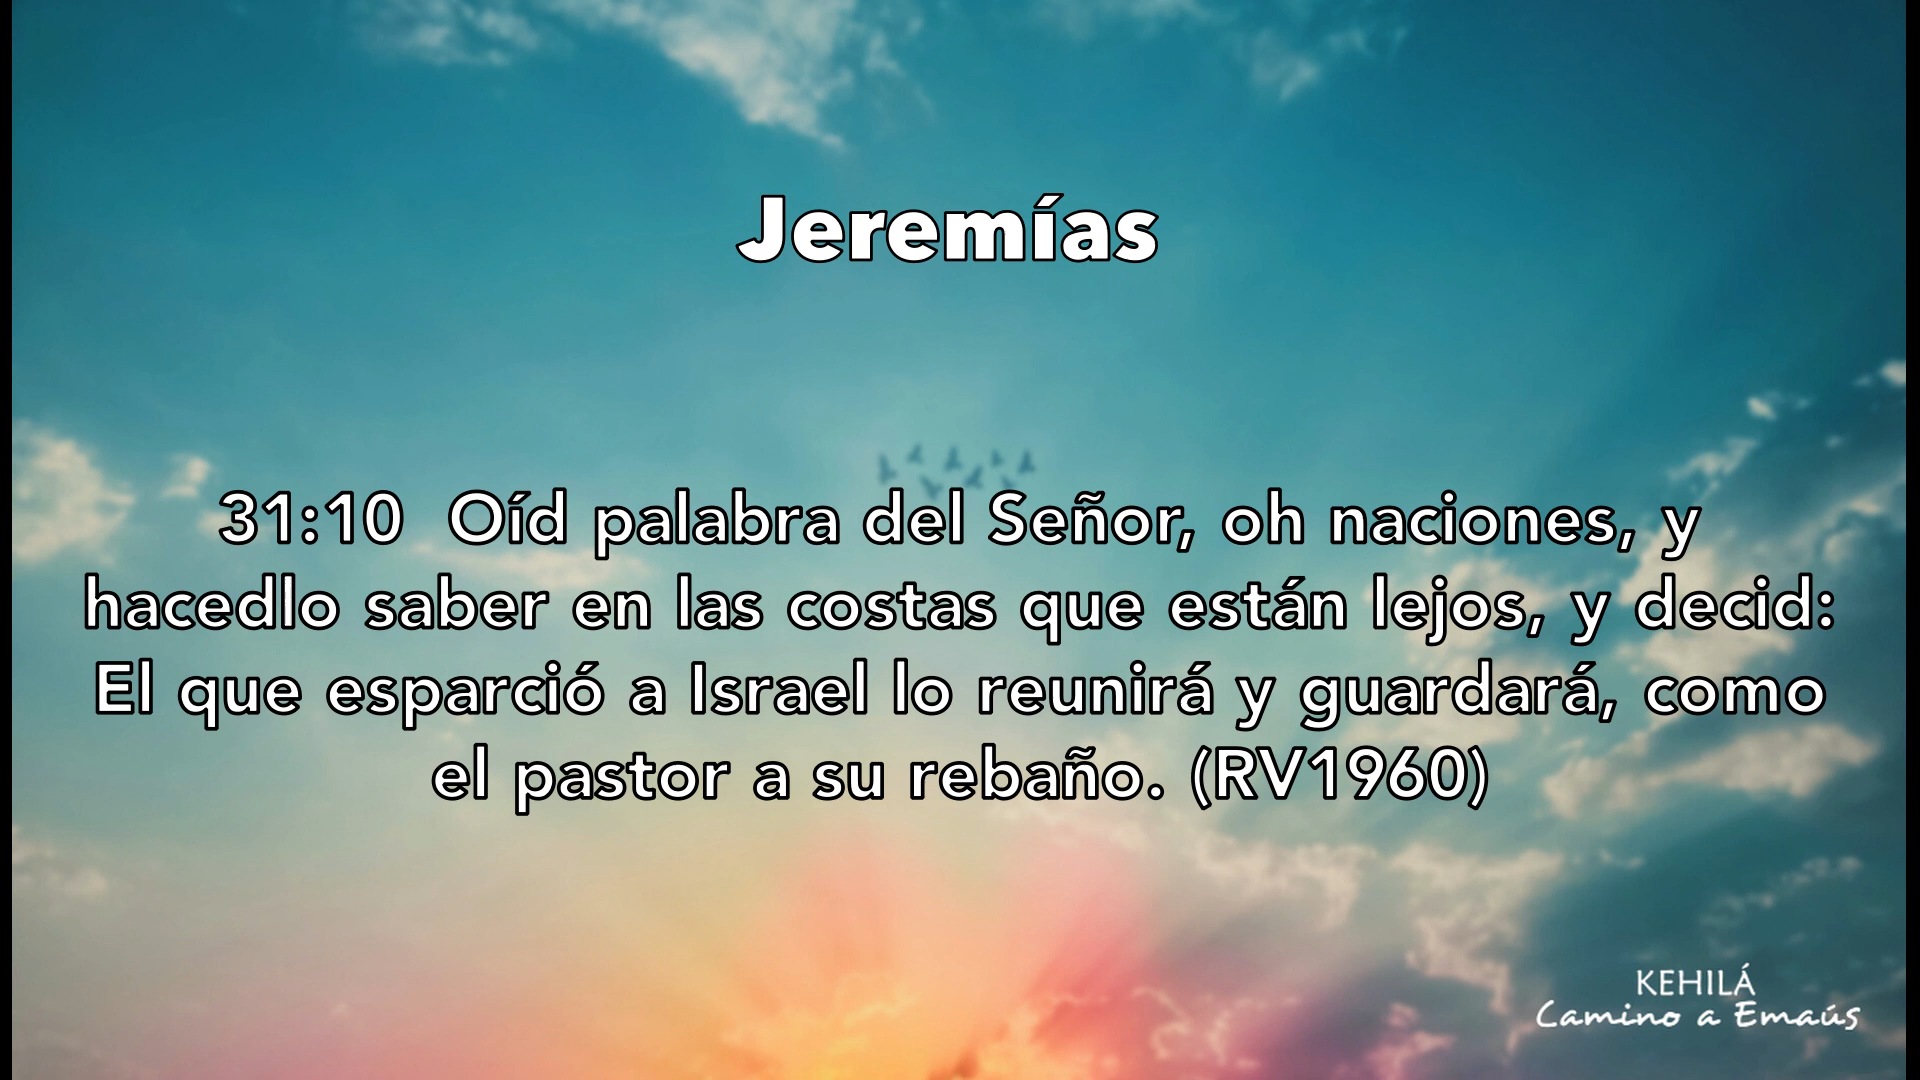 Jeremías
31:10 Oíd palabra del Señor, oh naciones, y
hacedlo saber en las costas que están lejos, y decid:
El que esparció a Israel lo reunirá y guardará, como
el pastor a su rebaño. (RV1960)
KEHILÁ
Camino a Emaús